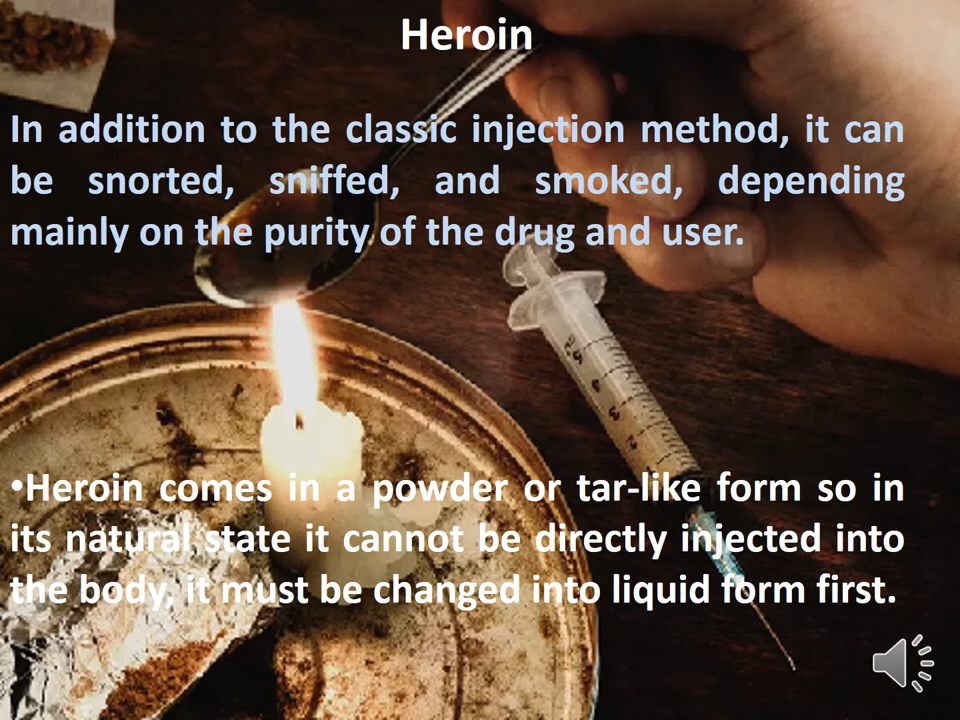 Heroin
In addition to the classic injection method, it can
be snorted, sniffed, and smoked, depending
mainly on the purity of the drug and user.
•Heroin comes in a powder or tar-like form so in
its natural state it cannot be directly injected into
the body, it must be changed into liquid form first.